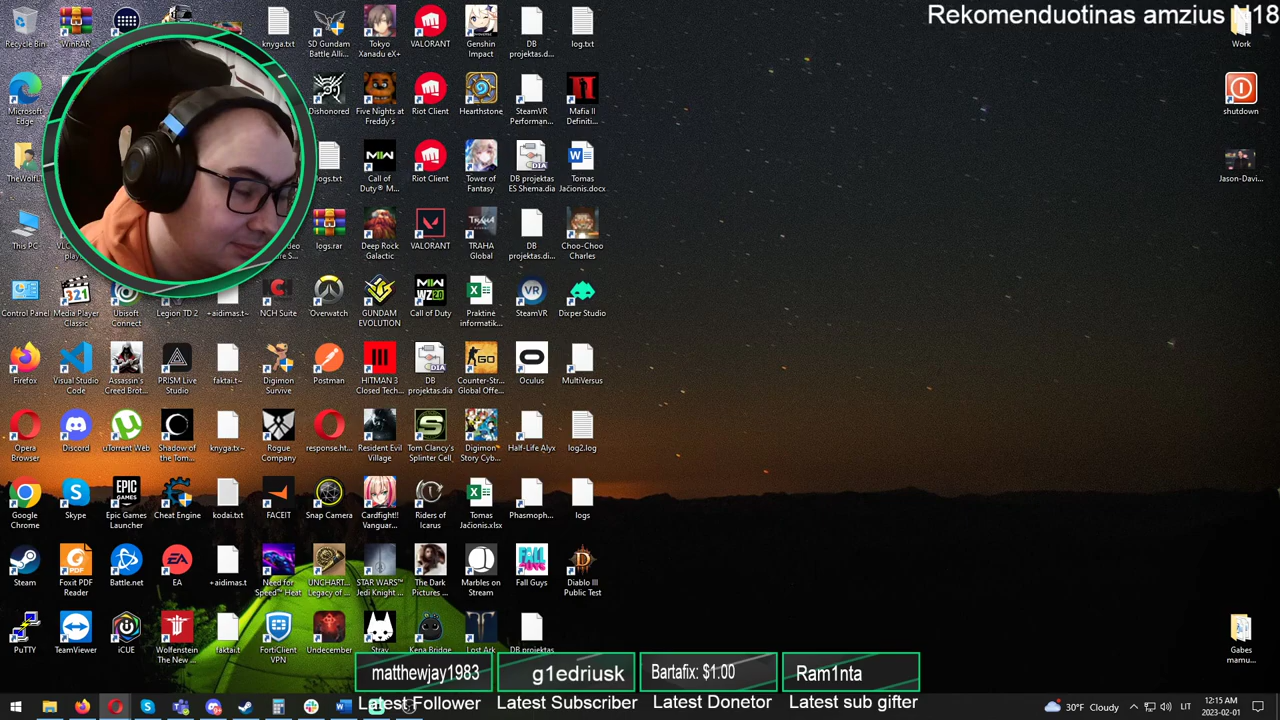 Rekomenduotinas amzius N18
Recycle Bin
WinRAR
knyga.txt
SD Gundam
Battle Alli...
Tokyo
Xanadu eX+
VALORANT
Genshin
Impact
DB
projektas.d...
log.txt
Work
Microsoft
Edge
Dishonored
Five Nights at
Freddy's
Riot Client
Hearthstone
SteamVR
Performan...
Mafia II
Definiti...
shutdown
TheWolfL
logs.txt
Call of
Duty® M...
Riot Client
Tower of
Fantasy
DB projektas
ES Shema.dia
Tomas
Jačionis.docx
Jason-Davi...
This PC
logs.rar
Deep Rock
Galactic
VALORANT
TRAHA
Global
DB
projektas.d...
Choo-Choo
Charles
Control Panel
Media Player
Classic
Ubisoft
Connect
Legion TD 2
+aidimas.t~
NCH Suite
Overwatch
GUNDAM
EVOLUTION
Call of Duty
Praktine
informatik...
SteamVR
Dixper Studio
Firefox
Visual Studio
Code
Assassin's
Creed Brot...
PRISM Live
Studio
faktai.t~
Digimon
Survive
Postman
HITMAN 3
Closed Tech...
DB
projektas.dia
Counter-Str...
Global Offe...
Oculus
MultiVersus
Opera
Browser
Discord
uTorrent Web
Shadow of
the Tom...
knyga.tx~
Rogue
Company
response.ht...
Resident Evil
Village
Tom Clancy's
Splinter Cell
Digimon
Story Cyb...
Half-Life Alyx
log2.log
Google
Chrome
Skype
Epic Games
Launcher
Cheat Engine
kodai.txt
FACEIT
Snap Camera
Cardfight!!
Vanguar...
Riders of
Icarus
Tomas
Jačionis.xlsx
Phasmoph...
logs
Steam
Foxit PDF
Reader
Battle.net
EA
+aidimas.t
Need for
Speed™ Heat
UNCHART...
Legacy of ...
STAR WARS™
Jedi Knight ...
The Dark
Pictures ...
Marbles on
Stream
Fall Guys
Diablo III
Public Test
PuTTY
TeamViewer
iCUE
Wolfenstein
The New ...
faktai.t
FortiClient
VPN
Undecember
Stray
Kena Bridge
Lost Ark
DB projektas
Gabes
mamu...
matthewjay1983
g1edriusk
Bartafix: $1.00
Ram1nta
Latest Follower
Latest Subscriber
Latest Donetor
Latest sub gifter
30°F Cloudy
LIT
12:15 AM
2023-02-01